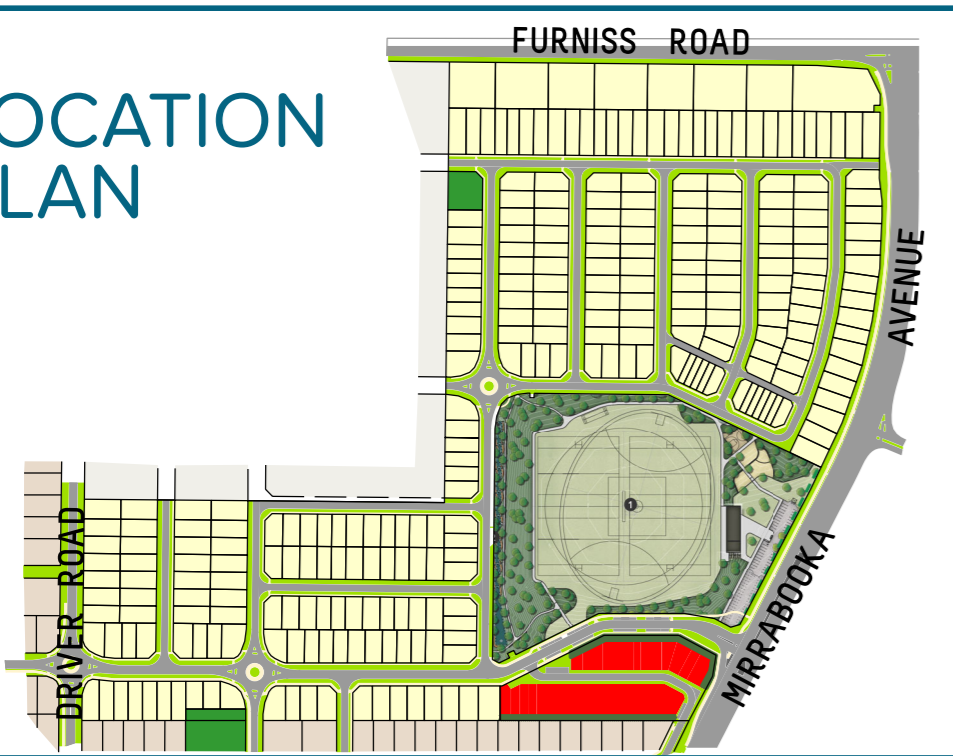 FURNISS ROAD
OCATION
LAN
AVENUE
1
DRIVER ROAD
MIRRABOOKA